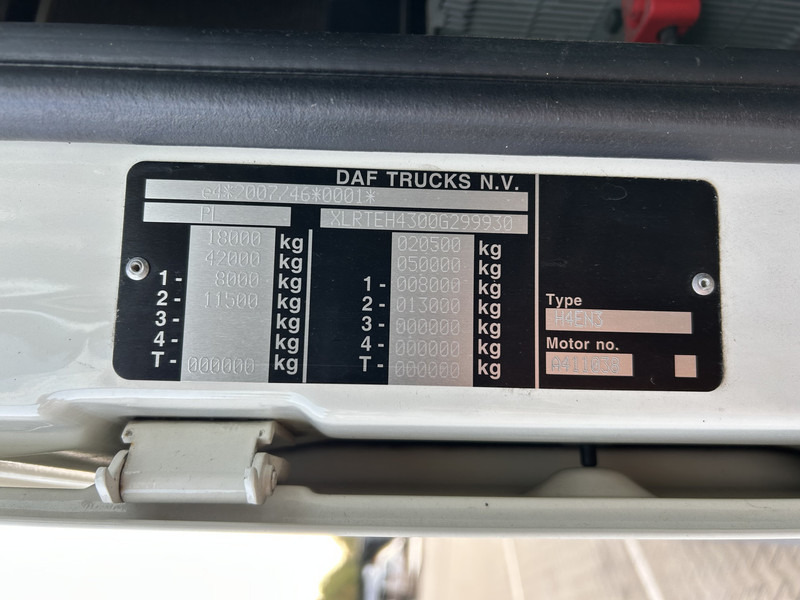 DAF TRUCKS N.V.
e4*2007/46*0001*
PL XLRTEH4300G299930
18000 kg 020500 kg
42000 kg 050000 kg
1- 8000 kg 1- 008000 kg
2- 11500 kg 2- 013000 kg
3- kg 3- 000000 kg
4- kg 4- 000000 kg
T- 000000 kg T- 000000 kg
Type
H4EN3
Motor no.